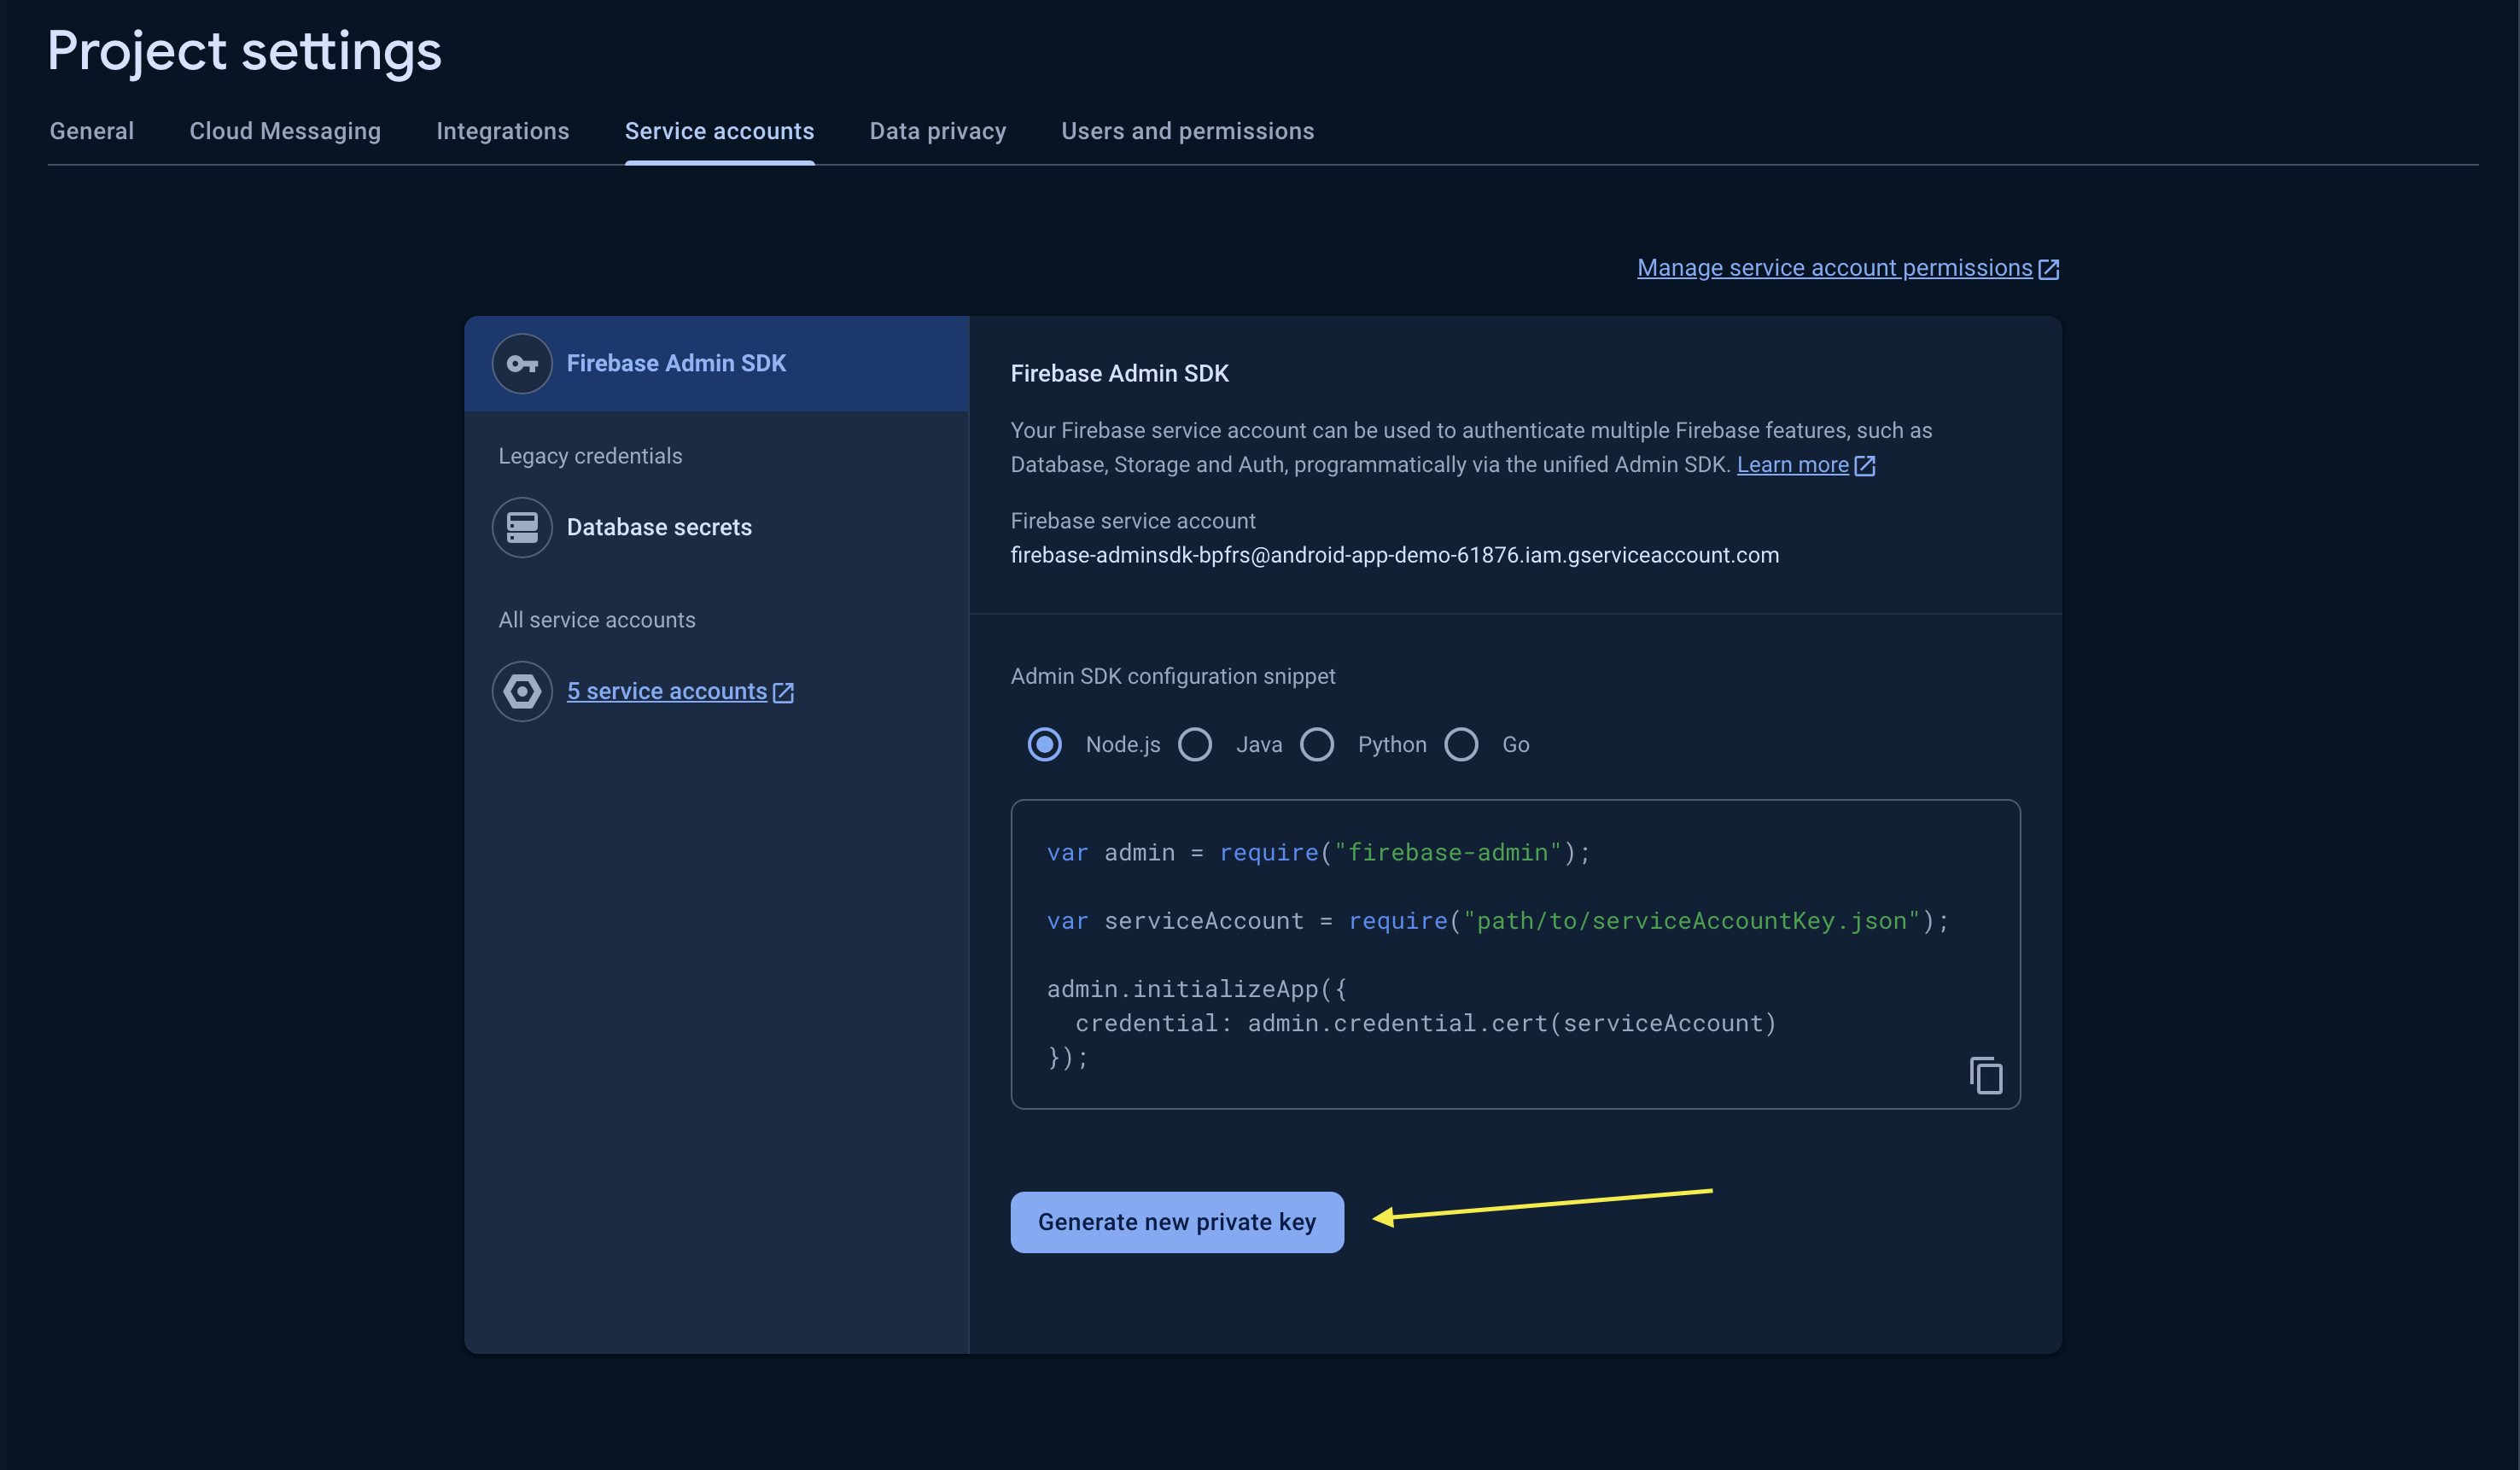 Project settings
General Cloud Messaging Integrations Service accounts Data privacy Users and permissions
Manage service account permissions
Firebase Admin SDK
Legacy credentials
Database secrets
All service accounts
5 service accounts
Firebase Admin SDK
Your Firebase service account can be used to authenticate multiple Firebase features, such as
Database, Storage and Auth, programmatically via the unified Admin SDK. Learn more
Firebase service account
firebase-adminsdk-bpfrs@android-app-demo-61876.iam.gserviceaccount.com
Admin SDK configuration snippet
Node.js Java Python Go
var admin = require("firebase-admin");
var serviceAccount = require("path/to/serviceAccountKey.json");
admin.initializeApp({
  credential: admin.credential.cert(serviceAccount)
});
Generate new private key